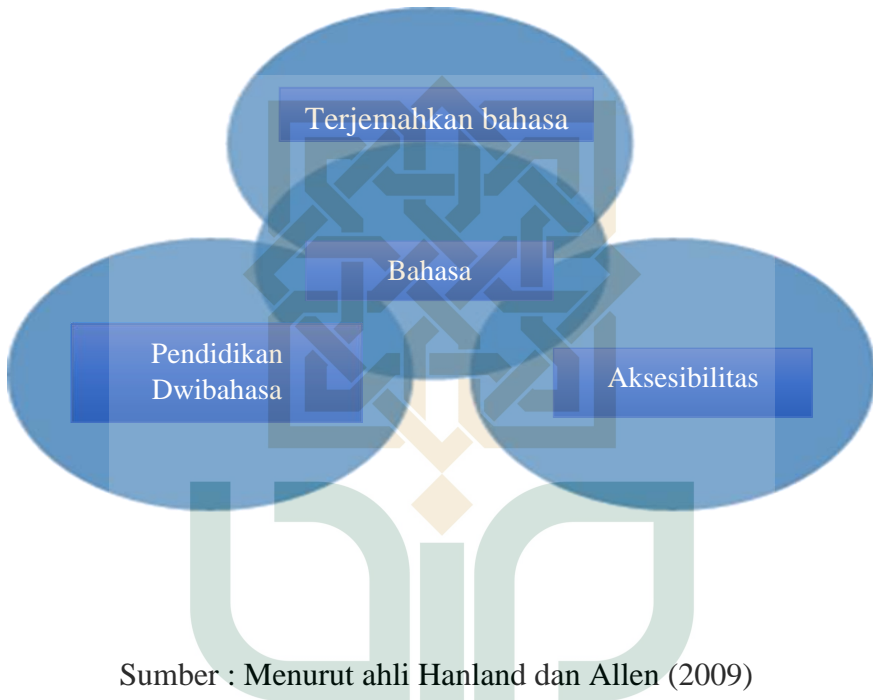 Terjemahkan bahasa
Bahasa
Pendidikan
Dwibahasa
Aksesibilitas
Sumber : Menurut ahli Hanland dan Allen (2009)